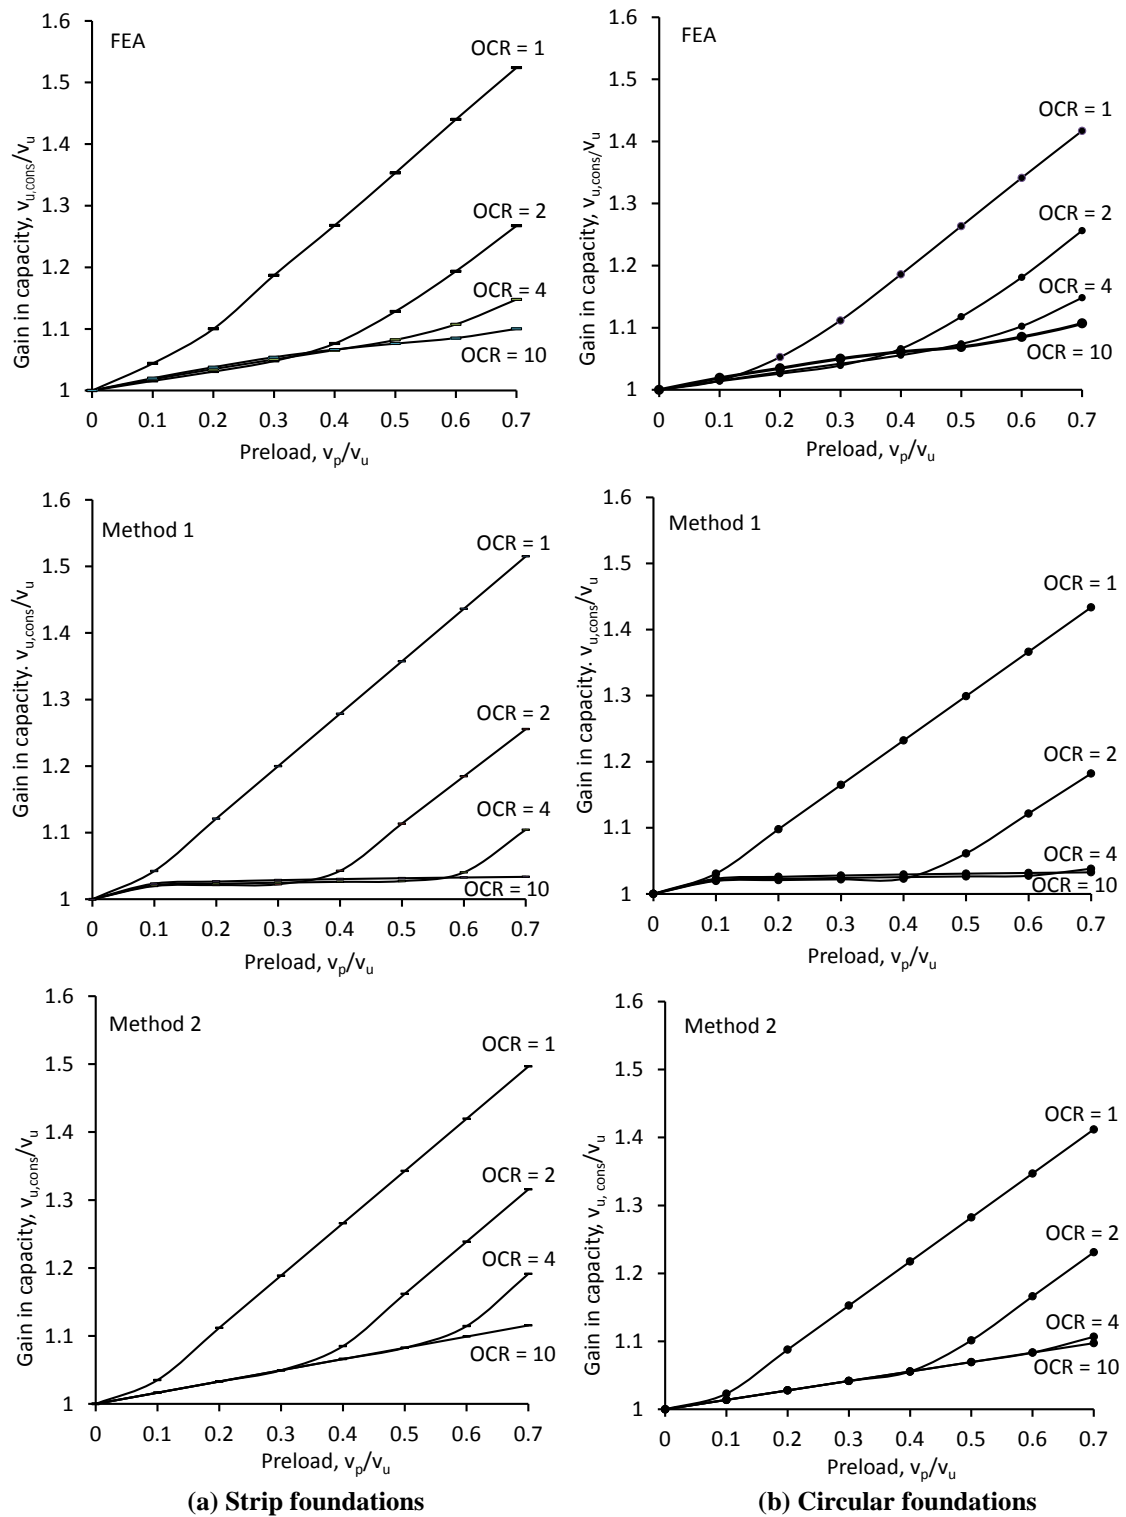 FEA
Gain in capacity, vu,cons/vu
1.6
1.5
1.4
1.3
1.2
1.1
1
OCR = 1
OCR = 2
OCR = 4
OCR = 10
0 0.1 0.2 0.3 0.4 0.5 0.6 0.7
Preload, vp/vu
FEA
Gain in capacity, vu,cons/vu
1.6
1.5
1.4
1.3
1.2
1.1
1
OCR = 1
OCR = 2
OCR = 4
OCR = 10
0 0.1 0.2 0.3 0.4 0.5 0.6 0.7
Preload, vp/vu
Method 1
Gain in capacity. vu,cons/vu
1.6
1.5
1.4
1.3
1.2
1.1
1
OCR = 1
OCR = 2
OCR = 4
OCR = 10
0 0.1 0.2 0.3 0.4 0.5 0.6 0.7
Preload, vp/vu
Method 1
Gain in capacity. vu,cons/vu
1.6
1.5
1.4
1.3
1.2
1.1
1
OCR = 1
OCR = 2
OCR = 4
OCR = 10
0 0.1 0.2 0.3 0.4 0.5 0.6 0.7
Preload, vp/vu
Method 2
Gain in capacity, vu,cons/vu
1.6
1.5
1.4
1.3
1.2
1.1
1
OCR = 1
OCR = 2
OCR = 4
OCR = 10
0 0.1 0.2 0.3 0.4 0.5 0.6 0.7
Preload, vp/vu
(a) Strip foundations
Method 2
Gain in capacity, vu, cons/vu
1.6
1.5
1.4
1.3
1.2
1.1
1
OCR = 1
OCR = 2
OCR = 4
OCR = 10
0 0.1 0.2 0.3 0.4 0.5 0.6 0.7
Preload, vp/vu
(b) Circular foundations